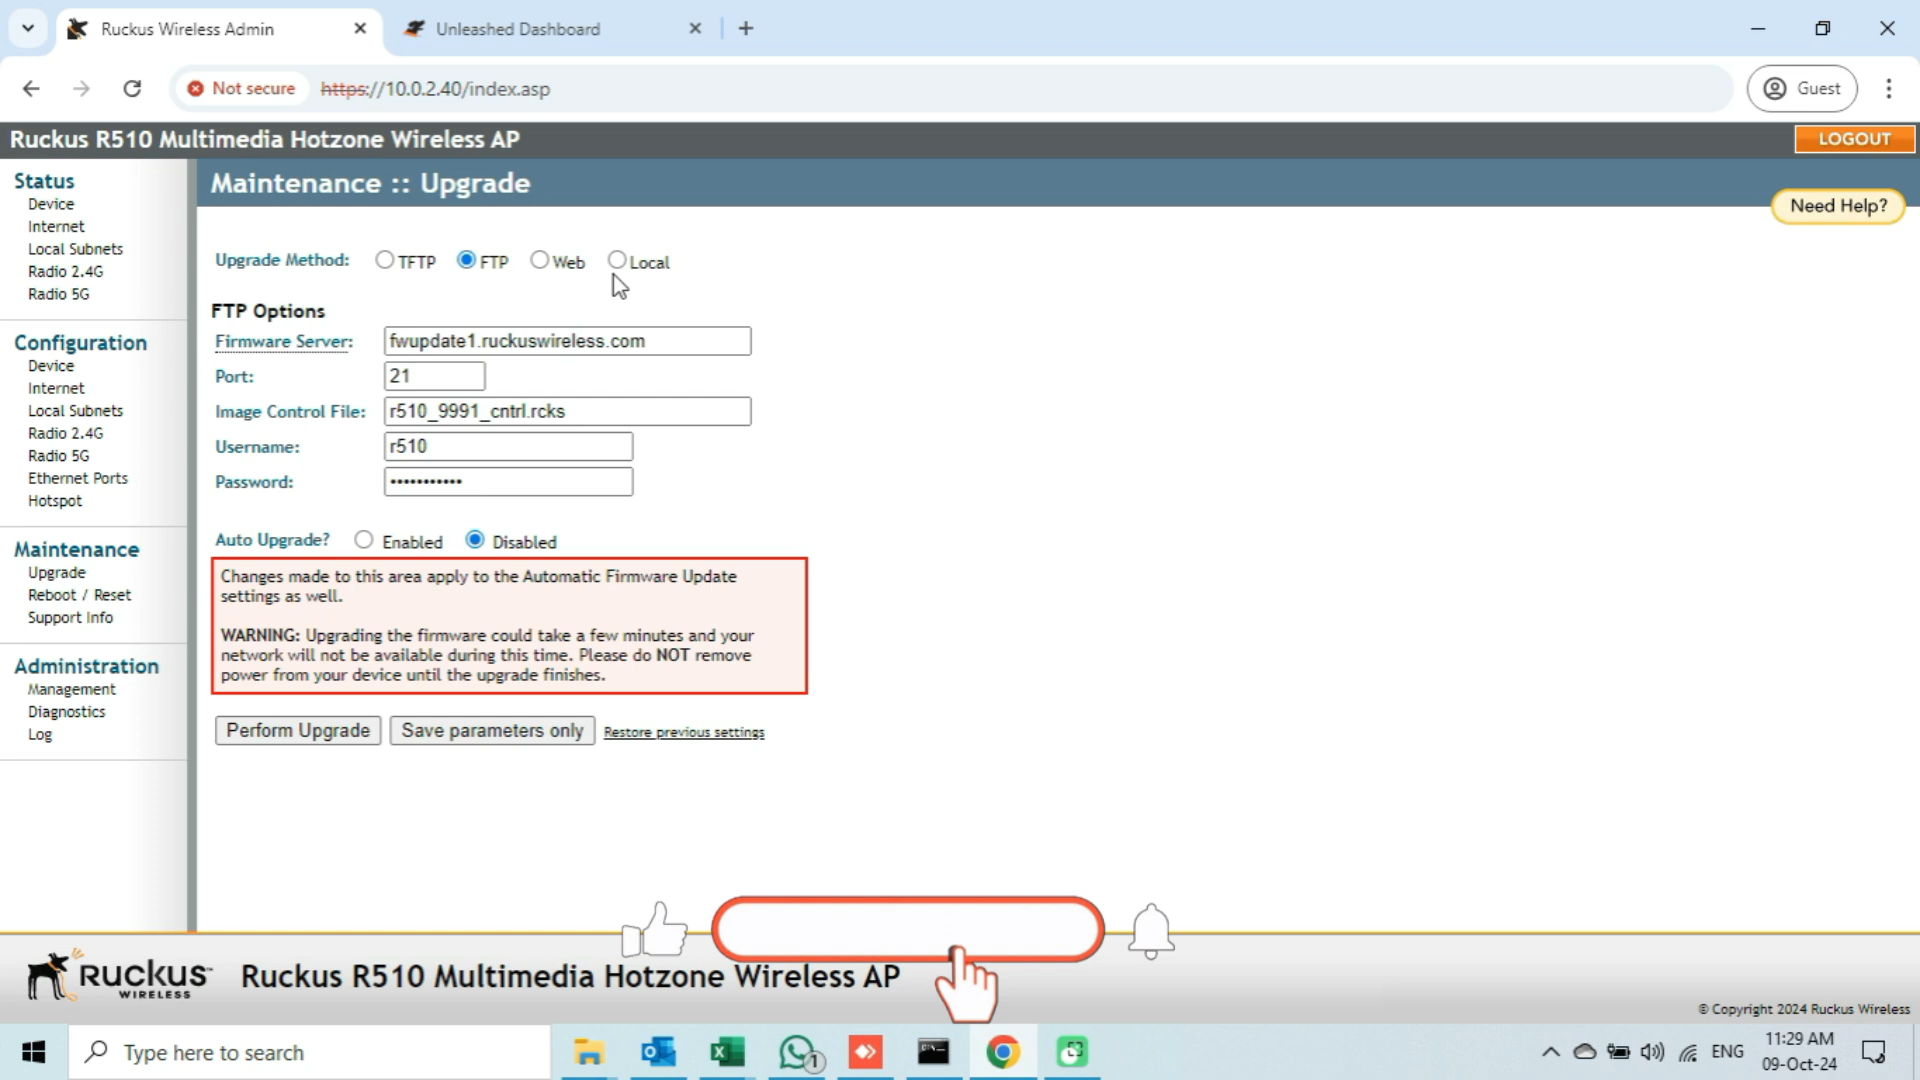 Ruckus Wireless Admin
Unleashed Dashboard
Not secure
https://10.0.2.40/index.asp
Guest
Ruckus R510 Multimedia Hotzone Wireless AP
LOGOUT
Status
Device
Internet
Local Subnets
Radio 2.4G
Radio 5G
Configuration
Device
Internet
Local Subnets
Radio 2.4G
Radio 5G
Ethernet Ports
Hotspot
Maintenance
Upgrade
Reboot / Reset
Support Info
Administration
Management
Diagnostics
Log
Maintenance :: Upgrade
Need Help?
Upgrade Method: TFTP FTP Web Local
FTP Options
Firmware Server: fwupdate1.ruckuswireless.com
Port: 21
Image Control File: r510_9991_cntrl.rcks
Username: r510
Password: •••••••••••
Auto Upgrade? Enabled Disabled
Changes made to this area apply to the Automatic Firmware Update
settings as well.
WARNING: Upgrading the firmware could take a few minutes and your
network will not be available during this time. Please do NOT remove
power from your device until the upgrade finishes.
Perform Upgrade Save parameters only Restore previous settings
RUCKUS™
WIRELESS
Ruckus R510 Multimedia Hotzone Wireless AP
© Copyright 2024 Ruckus Wireless
Type here to search
1
ENG
11:29 AM
09-Oct-24